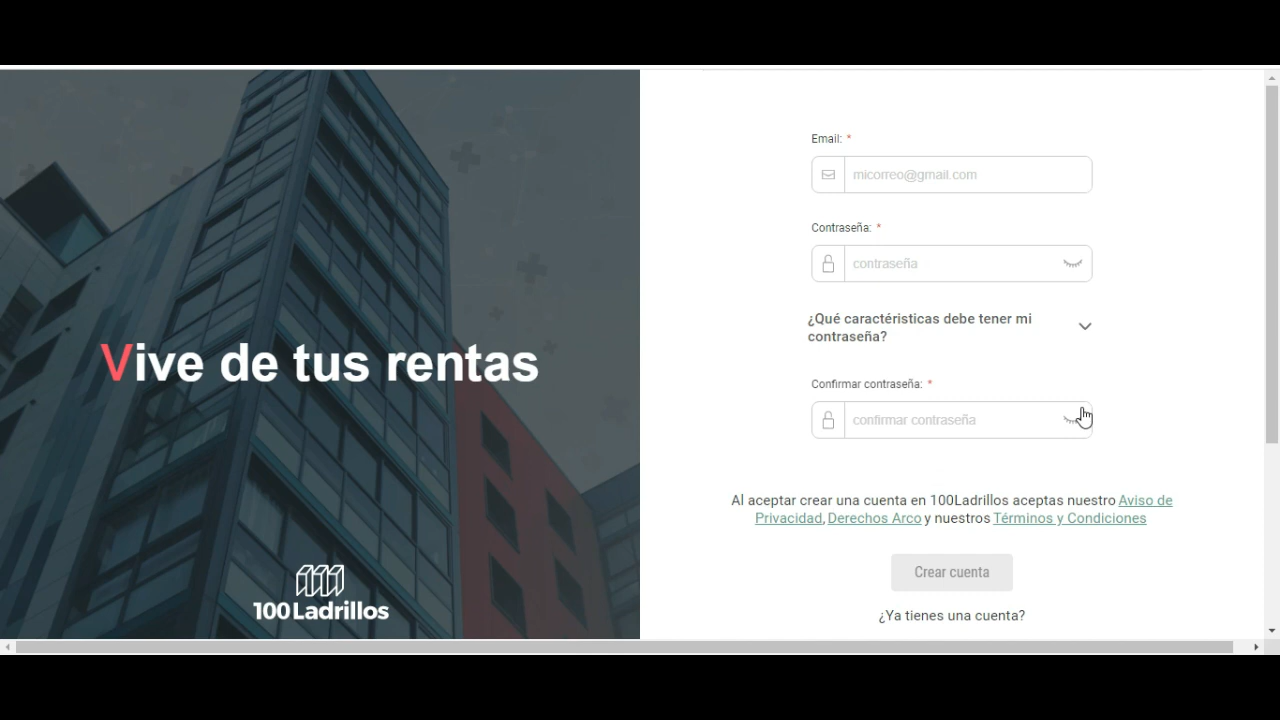 Vive de tus rentas
100Ladrillos
Email: *
micorreo@gmail.com
Contraseña: *
contraseña
¿Qué caractéristicas debe tener mi
contraseña?
Confirmar contraseña: *
confirmar contraseña
Al aceptar crear una cuenta en 100Ladrillos aceptas nuestro Aviso de
Privacidad, Derechos Arco y nuestros Términos y Condiciones
Crear cuenta
¿Ya tienes una cuenta?